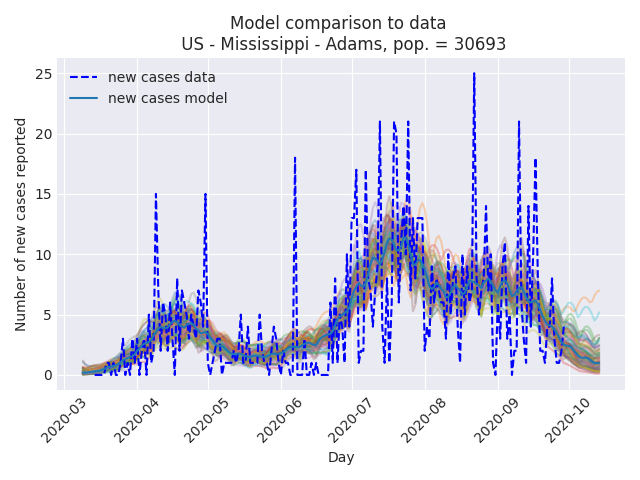 Model comparison to data
US - Mississippi - Adams, pop. = 30693
new cases data
new cases model
Number of new cases reported
25
20
15
10
5
0
2020-03
2020-04
2020-05
2020-06
2020-07
2020-08
2020-09
2020-10
Day